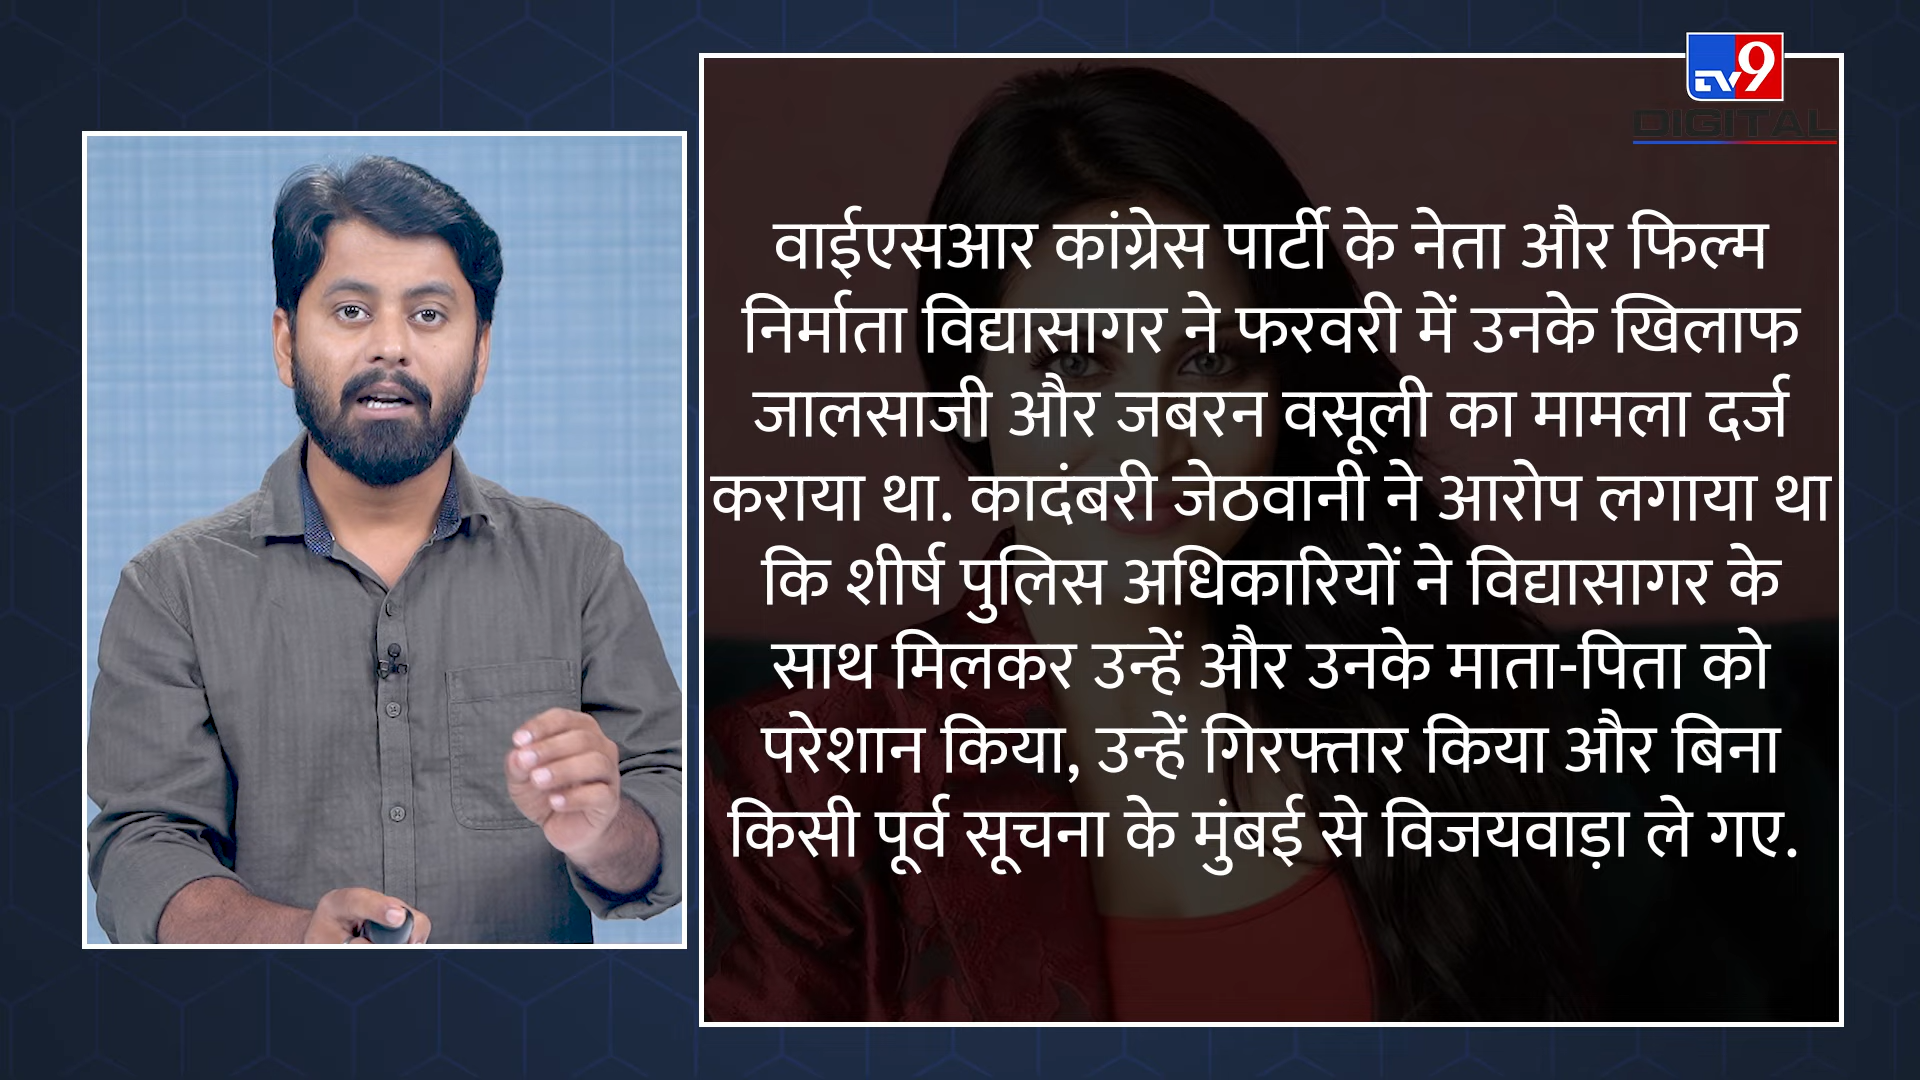 TV9
DIGITAL
वाईएसआर कांग्रेस पार्टी के नेता और फिल्म
निर्माता विद्यासागर ने फरवरी में उनके खिलाफ
जालसाजी और जबरन वसूली का मामला दर्ज
कराया था. कादंबरी जेठवानी ने आरोप लगाया था
कि शीर्ष पुलिस अधिकारियों ने विद्यासागर के
साथ मिलकर उन्हें और उनके माता-पिता को
परेशान किया, उन्हें गिरफ्तार किया और बिना
किसी पूर्व सूचना के मुंबई से विजयवाड़ा ले गए.